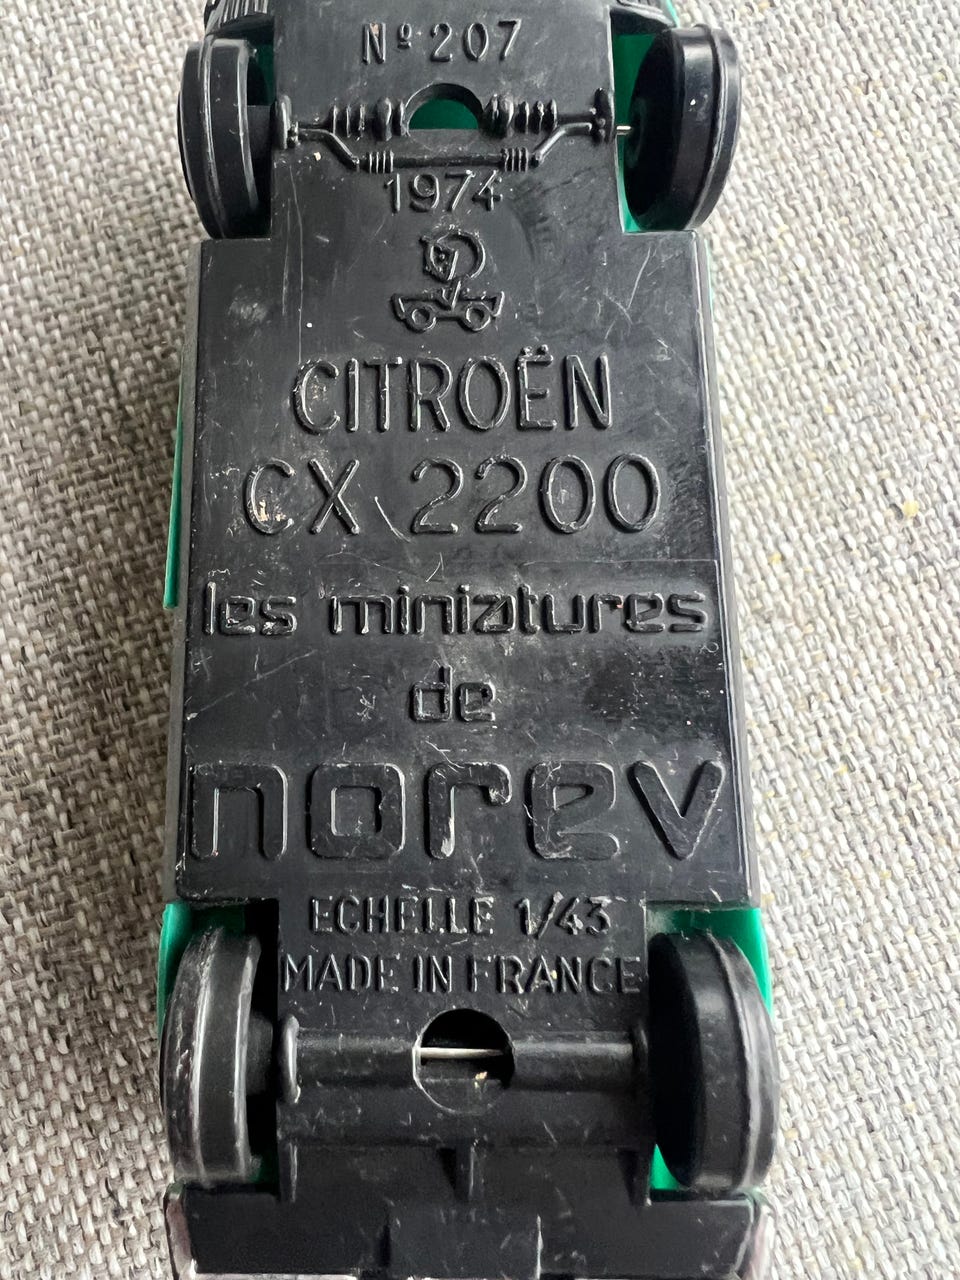 Nº 207
1974
CITROËN
CX 2200
les miniatures
de
norev
ECHELLE 1/43
MADE IN FRANCE